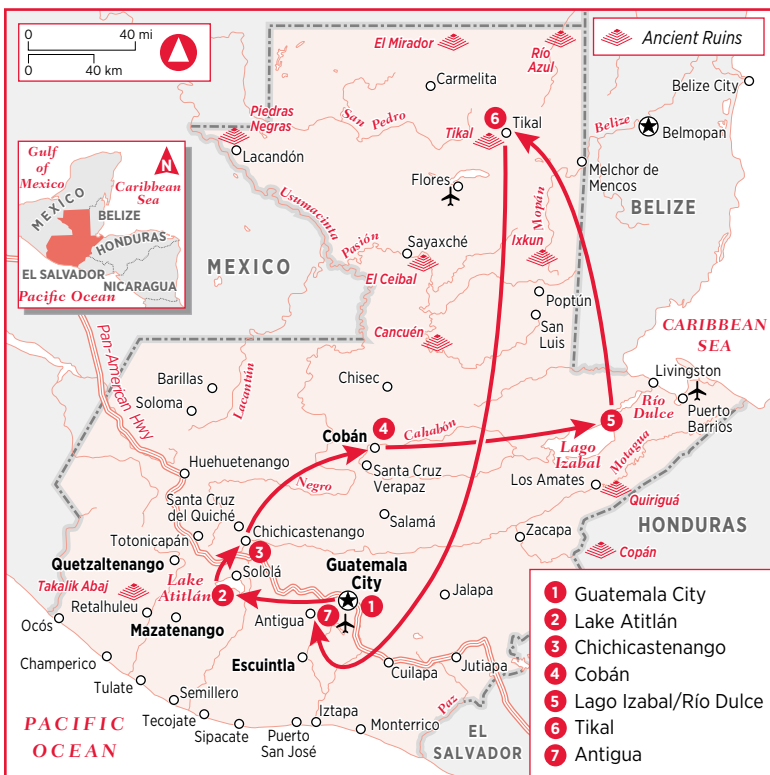 0 40 mi
0 40 km
Ancient Ruins
El Mirador
Río
Azul
Carmelita
Belize City
San Pedro
Piedras
Negras
Tikal
6
Tikal
Belize
Belmopan
Lacandón
Melchor de
Mencos
Flores
Gulf
of
Mexico
N
Caribbean
Sea
MEXICO
BELIZE
HONDURAS
EL SALVADOR
NICARAGUA
Pacific Ocean
Usumacinta
Pasión
Mopán
BELIZE
Sayaxché
Ixkun
El Ceibal
MEXICO
Poptún
San
Luis
Cancuén
CARIBBEAN
SEA
Pan-American Hwy
Livingston
Barillas
Lacantún
Chisec
Río
Dulce
Puerto
Barrios
Soloma
5
4
Cobán
Cahabón
Lago
Izabal
Motagua
Huehuetenango
Santa Cruz
Verapaz
Negro
Los Amates
Quiriguá
Santa Cruz
del Quiché
Salamá
HONDURAS
Chichicastenango
Totonicapán
3
Zacapa
Copán
Quetzaltenango
Sololá
Guatemala
City
Takalik Abaj
Lake
Atitlán
2
1
Jalapa
Retalhuleu
Antigua
7
Ocós
Mazatenango
Escuintla
Cuilapa
Jutiapa
Champerico
Tulate
Semillero
Iztapa
Paz
Tecojate
Sipacate
Puerto
San José
Monterrico
PACIFIC
OCEAN
EL
SALVADOR
1 Guatemala City
2 Lake Atitlán
3 Chichicastenango
4 Cobán
5 Lago Izabal/Río Dulce
6 Tikal
7 Antigua